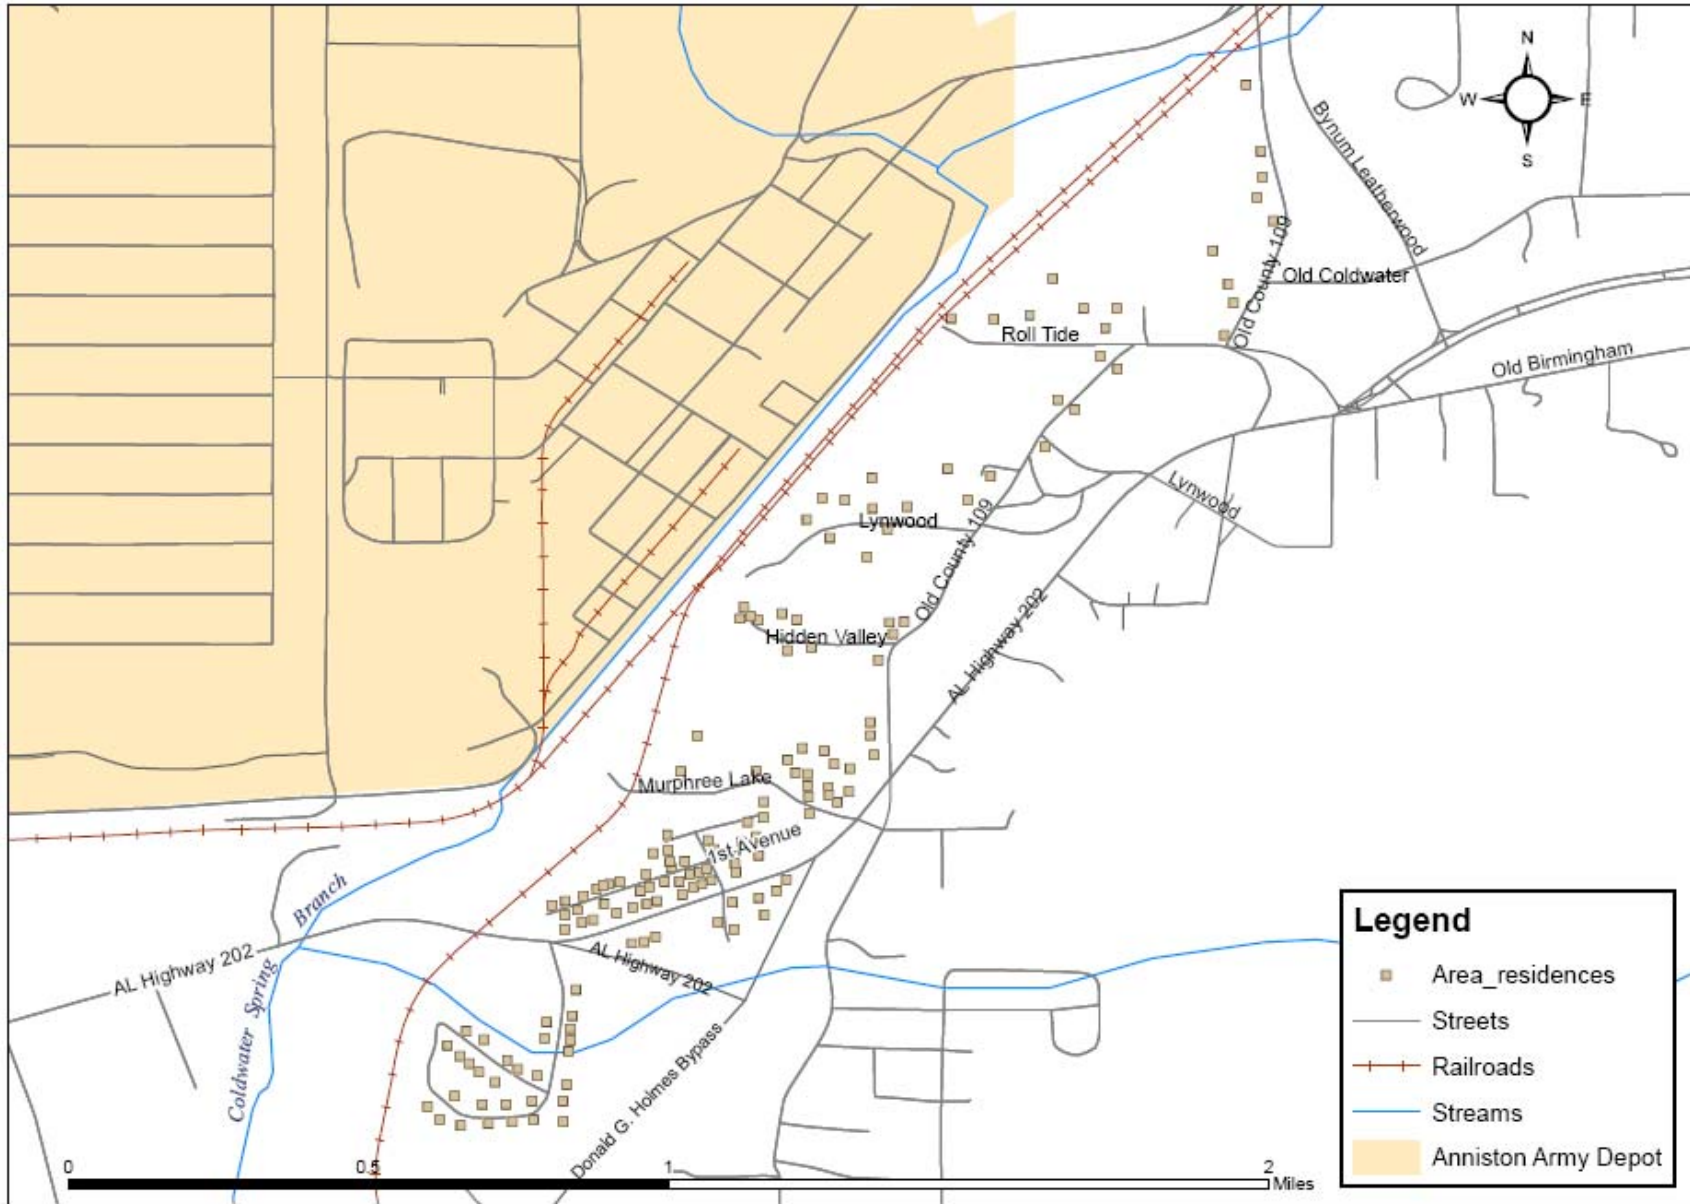 N
W E
S
Bynum Leatherwood
Old County 109
Old Coldwater
Roll Tide
Old Birmingham
Lynwood
Lynwood
Old County 109
Hidden Valley
AL Highway 202
Murphree Lake
1st Avenue
Branch
AL Highway 202
AL Highway 202
Coldwater Spring
Donald G. Holmes Bypass
Legend
Area_residences
Streets
Railroads
Streams
Anniston Army Depot
0 0.5 1 2 Miles